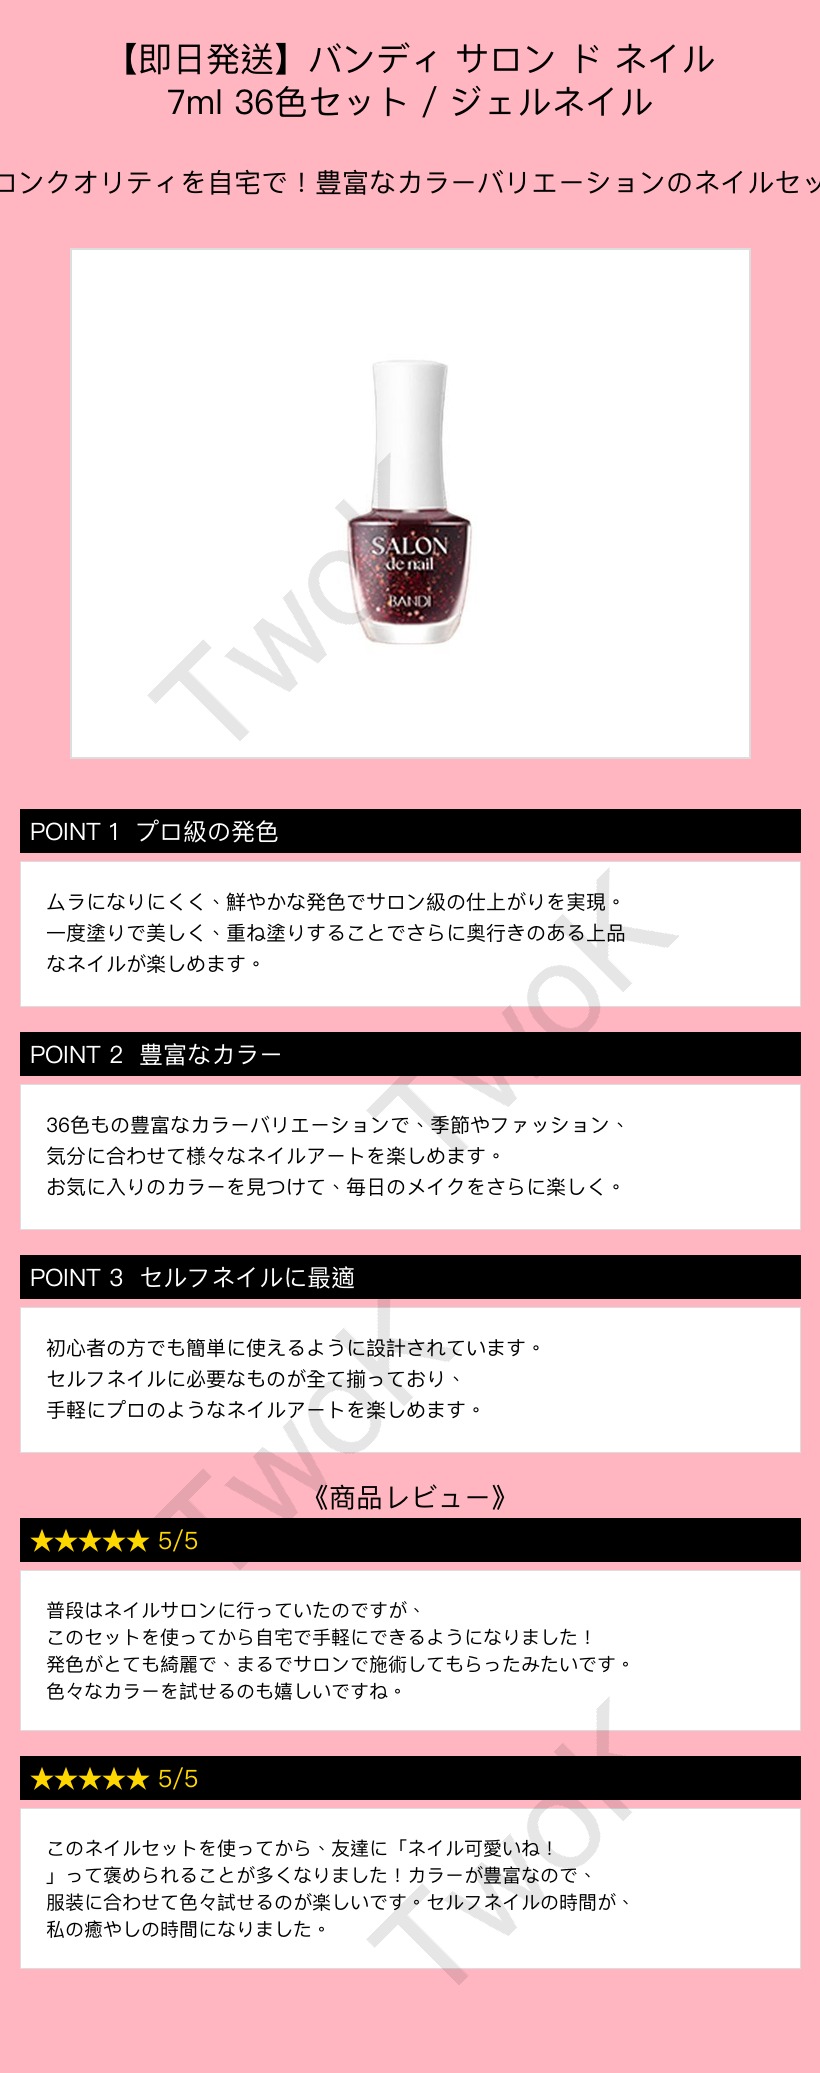 【即日発送】バンディ サロン ド ネイル
7ml 36色セット / ジェルネイル
ロンクオリティを自宅で！豊富なカラーバリエーションのネイルセッ
SALON
de nail
BANDI
TwoK
POINT 1 プロ級の発色
ムラになりにくく、鮮やかな発色でサロン級の仕上がりを実現。
一度塗りで美しく、重ね塗りすることでさらに奥行きのある上品
なネイルが楽しめます。
TwoK
POINT 2 豊富なカラー
36色もの豊富なカラーバリエーションで、季節やファッション、
気分に合わせて様々なネイルアートを楽しめます。
お気に入りのカラーを見つけて、毎日のメイクをさらに楽しく。
POINT 3 セルフネイルに最適
初心者の方でも簡単に使えるように設計されています。
セルフネイルに必要なものが全て揃っており、
手軽にプロのようなネイルアートを楽しめます。
TwoK
《商品レビュー》
★★★★★ 5/5
普段はネイルサロンに行っていたのですが、
このセットを使ってから自宅で手軽にできるようになりました！
発色がとても綺麗で、まるでサロンで施術してもらったみたいです。
色々なカラーを試せるのも嬉しいですね。
★★★★★ 5/5
このネイルセットを使ってから、友達に「ネイル可愛いね！
」って褒められることが多くなりました！カラーが豊富なので、
服装に合わせて色々試せるのが楽しいです。セルフネイルの時間が、
私の癒やしの時間になりました。
TwoK